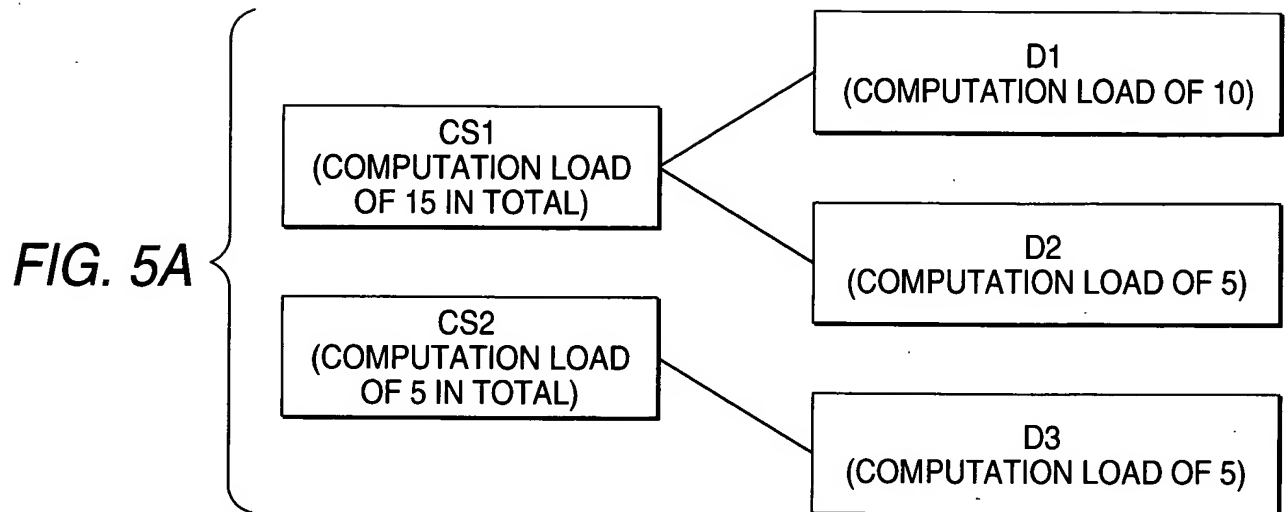 FIG. 5A
CS1
(COMPUTATION LOAD
OF 15 IN TOTAL)
CS2
(COMPUTATION LOAD
OF 5 IN TOTAL)
D1
(COMPUTATION LOAD OF 10)
D2
(COMPUTATION LOAD OF 5)
D3
(COMPUTATION LOAD OF 5)